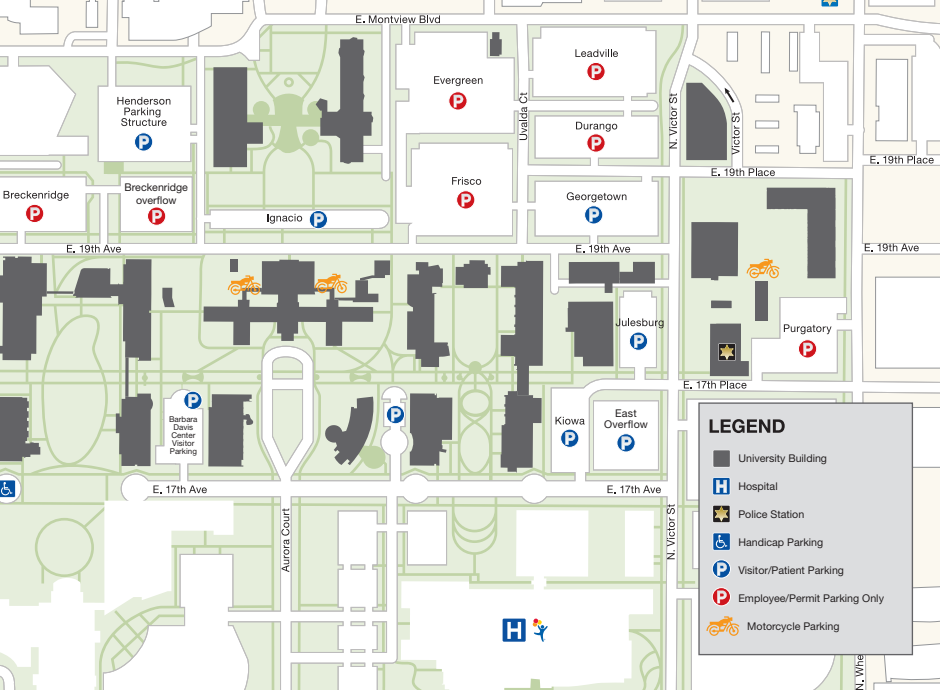 E. Montview Blvd
Leadville
P
Evergreen
P
Henderson
Parking
Structure
P
Uvalda Ct
N. Victor St
Victor St
Durango
P
E. 19th Place
E. 19th Place
Breckenridge
P
Breckenridge
overflow
P
Frisco
P
Georgetown
P
Ignacio P
E. 19th Ave
E. 19th Ave
E. 19th Ave
Julesburg
P
Purgatory
P
E. 17th Place
P
Barbara
Davis
Center
Visitor
Parking
P
Kiowa
P
East
Overflow
P
E. 17th Ave
E. 17th Ave
Aurora Court
N. Victor St
H
LEGEND
University Building
H Hospital
Police Station
Handicap Parking
P Visitor/Patient Parking
P Employee/Permit Parking Only
Motorcycle Parking
N. Whe